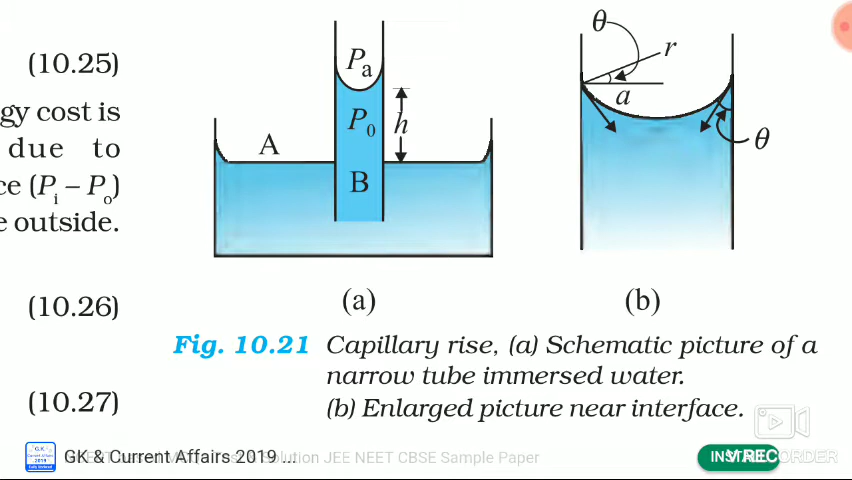 (10.25)
gy cost is
due to
ce (Pi – Po)
e outside.
(10.26)
(10.27)
Pa
P0
h
A
B
(a)
θ
r
a
θ
(b)
Fig. 10.21 Capillary rise, (a) Schematic picture of a
narrow tube immersed water.
(b) Enlarged picture near interface.
GK & Current Affairs 2019 ...
Solution JEE NEET CBSE Sample Paper